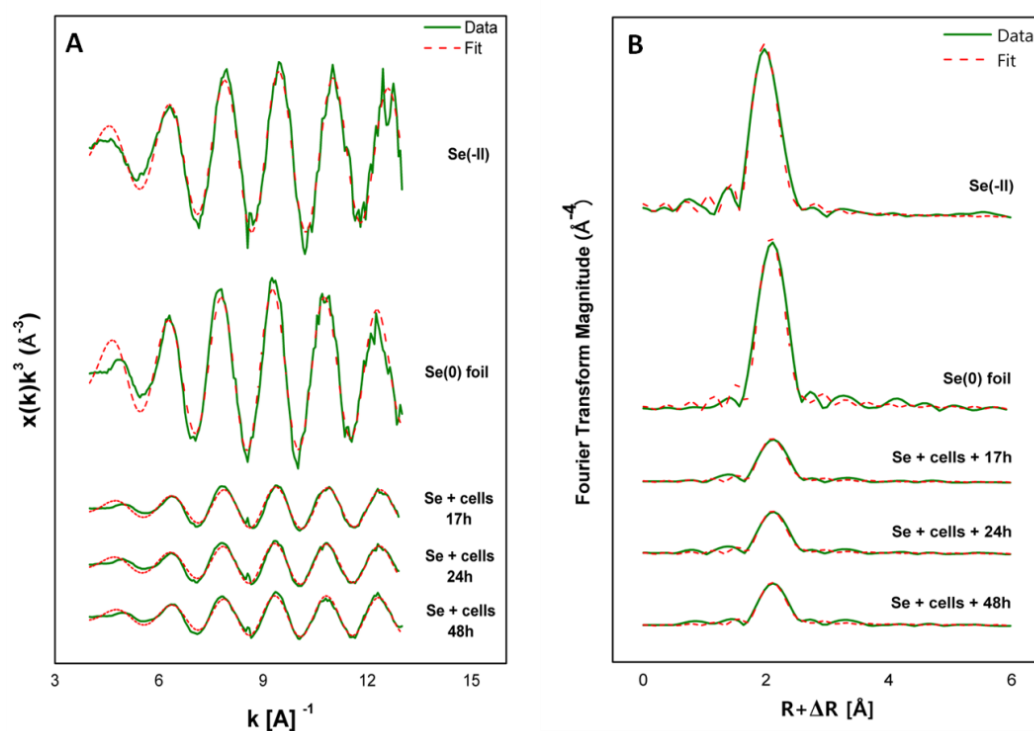 A
Data
Fit
Se(-II)
Se(0) foil
Se + cells
17h
Se + cells
24h
Se + cells
48h
x(k)k³ (Å⁻³)
3 6 9 12 15
k [A] ⁻¹
B
Data
Fit
Se(-II)
Se(0) foil
Se + cells + 17h
Se + cells + 24h
Se + cells + 48h
Fourier Transform Magnitude (Å⁻⁴)
0 2 4 6
R+ΔR [Å]